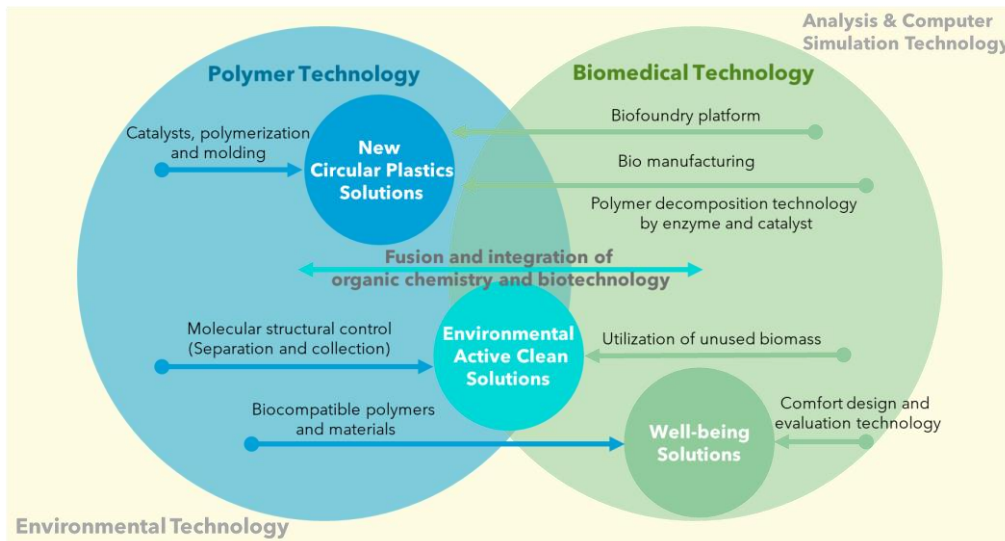 Analysis & Computer
Simulation Technology
Polymer Technology
Biomedical Technology
Catalysts, polymerization
and molding
New
Circular Plastics
Solutions
Biofoundry platform
Bio manufacturing
Polymer decomposition technology
by enzyme and catalyst
Fusion and integration of
organic chemistry and biotechnology
Molecular structural control
(Separation and collection)
Environmental
Active Clean
Solutions
Utilization of unused biomass
Biocompatible polymers
and materials
Well-being
Solutions
Comfort design and
evaluation technology
Environmental Technology